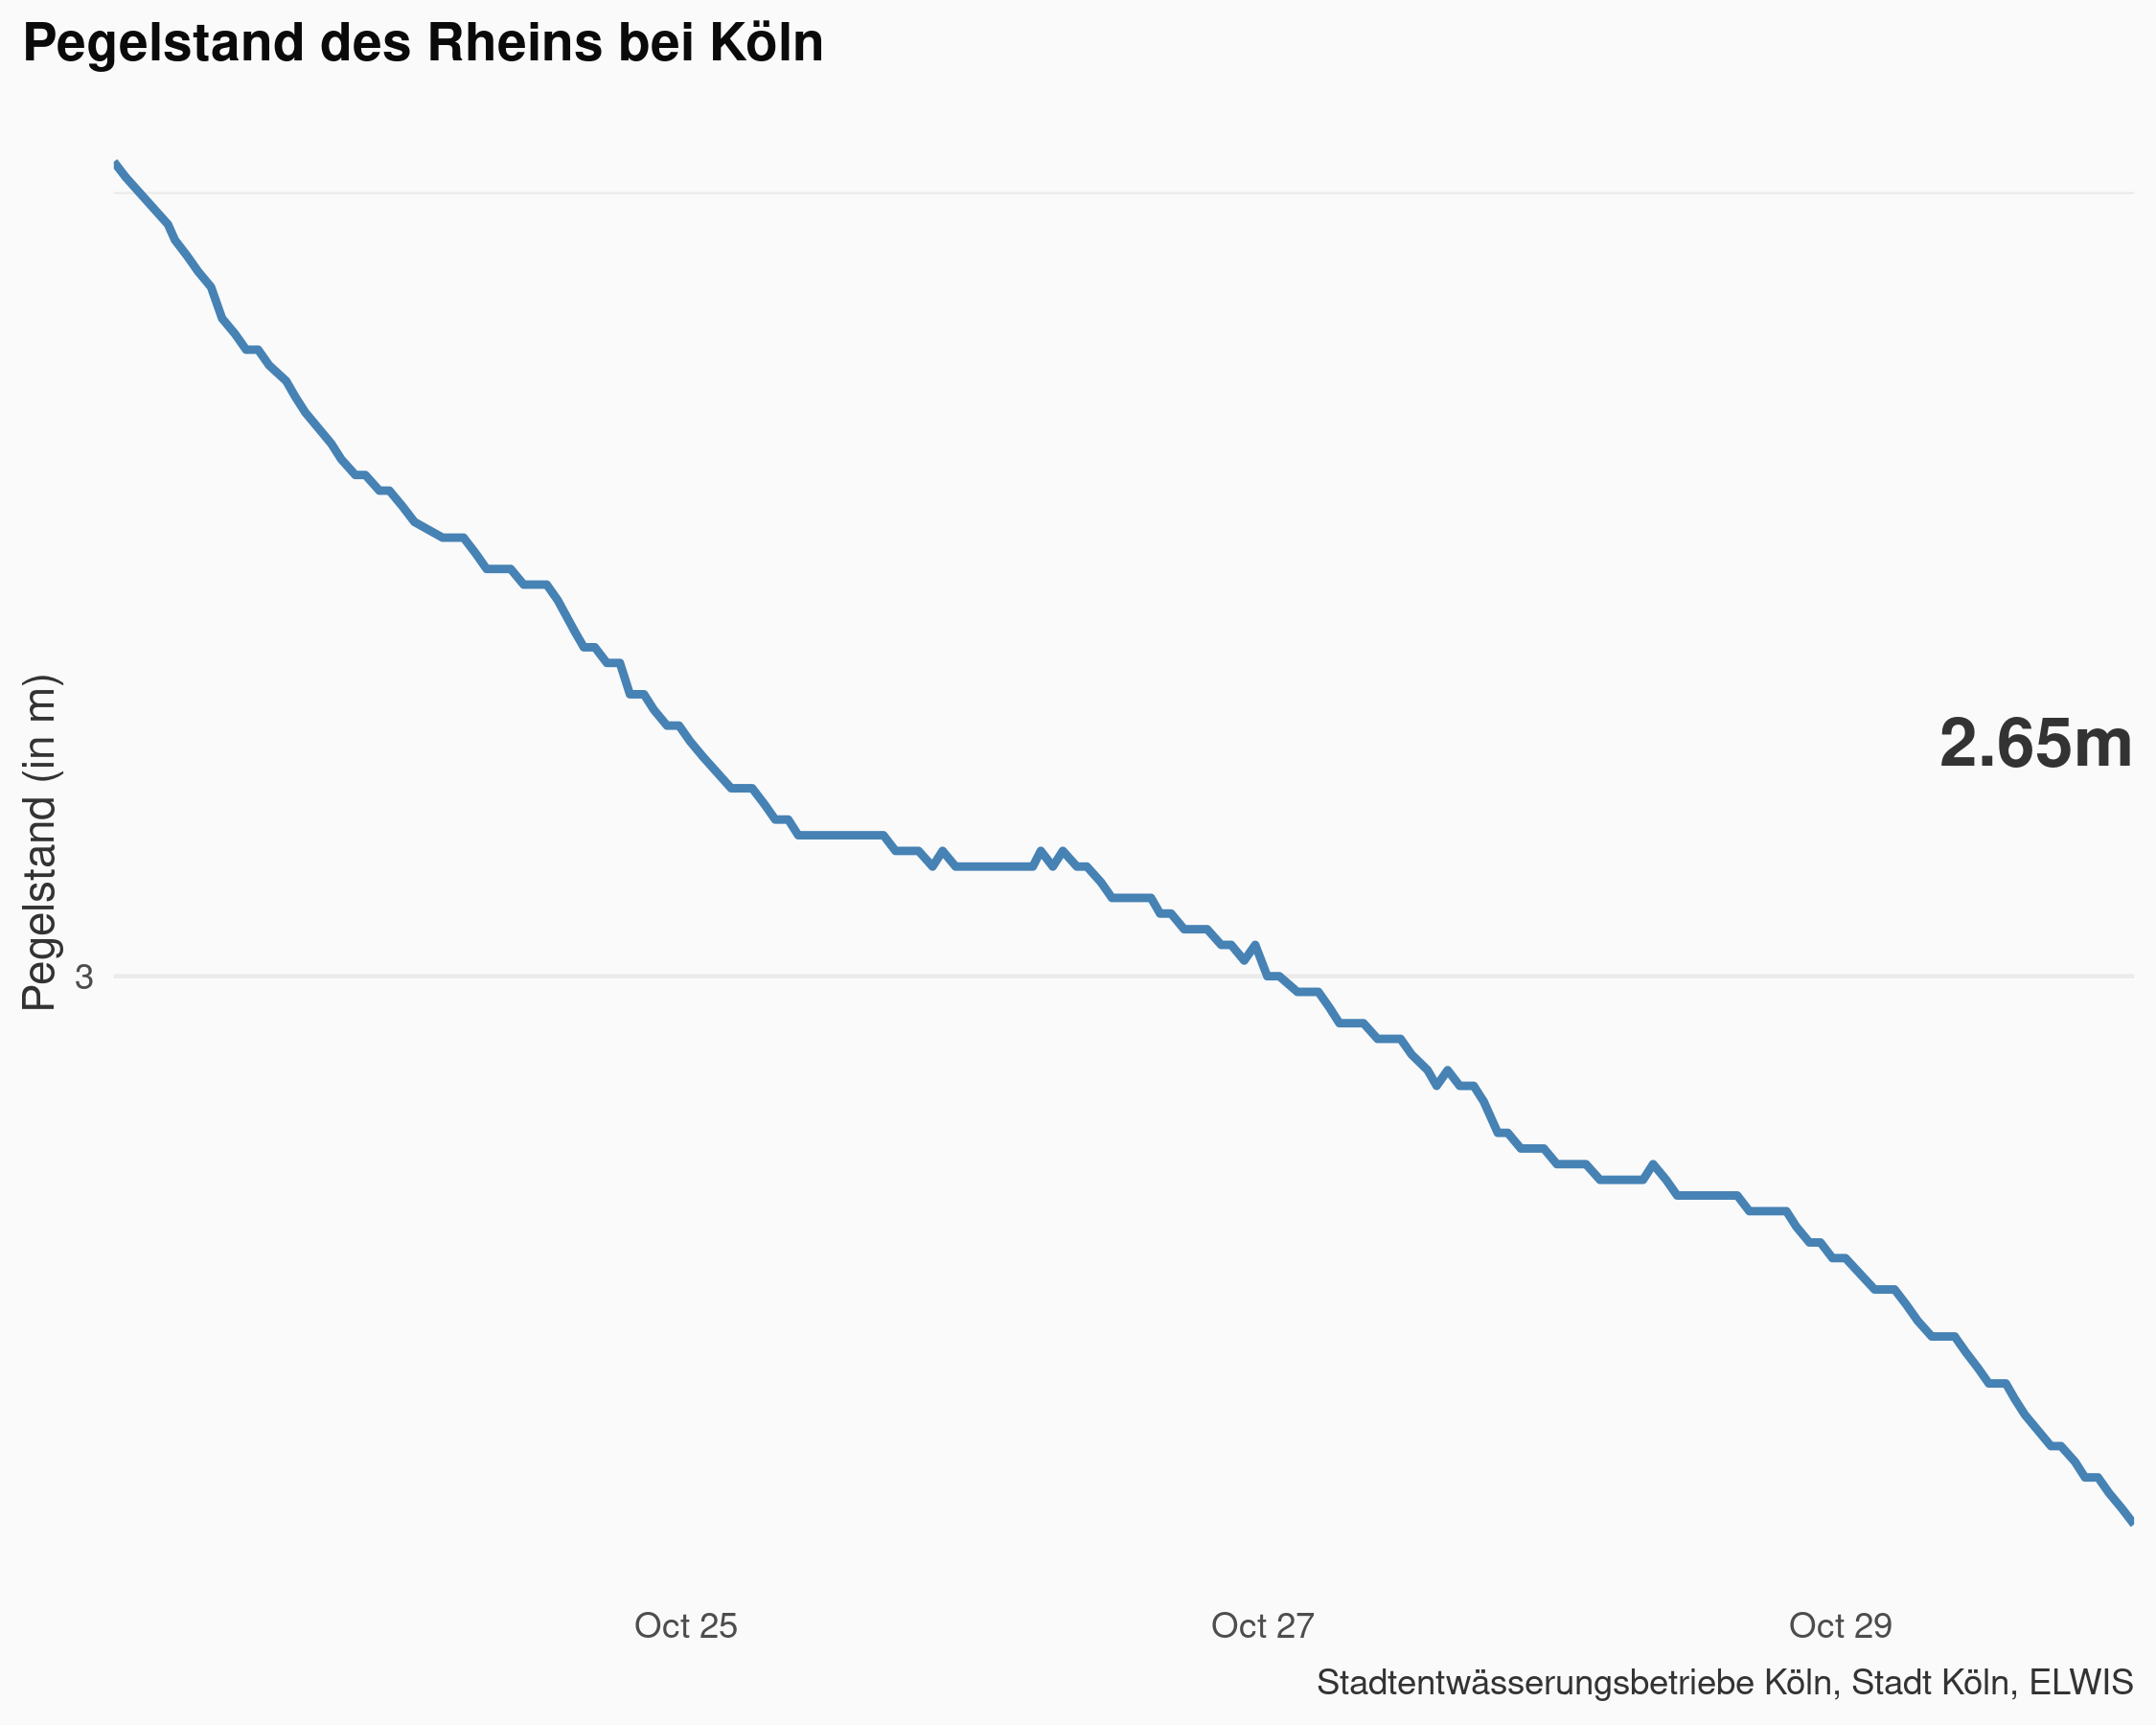 Pegelstand des Rheins bei Köln
Pegelstand (in m)
2.65m
3
Oct 25
Oct 27
Oct 29
Stadtentwässerungsbetriebe Köln, Stadt Köln, ELWIS